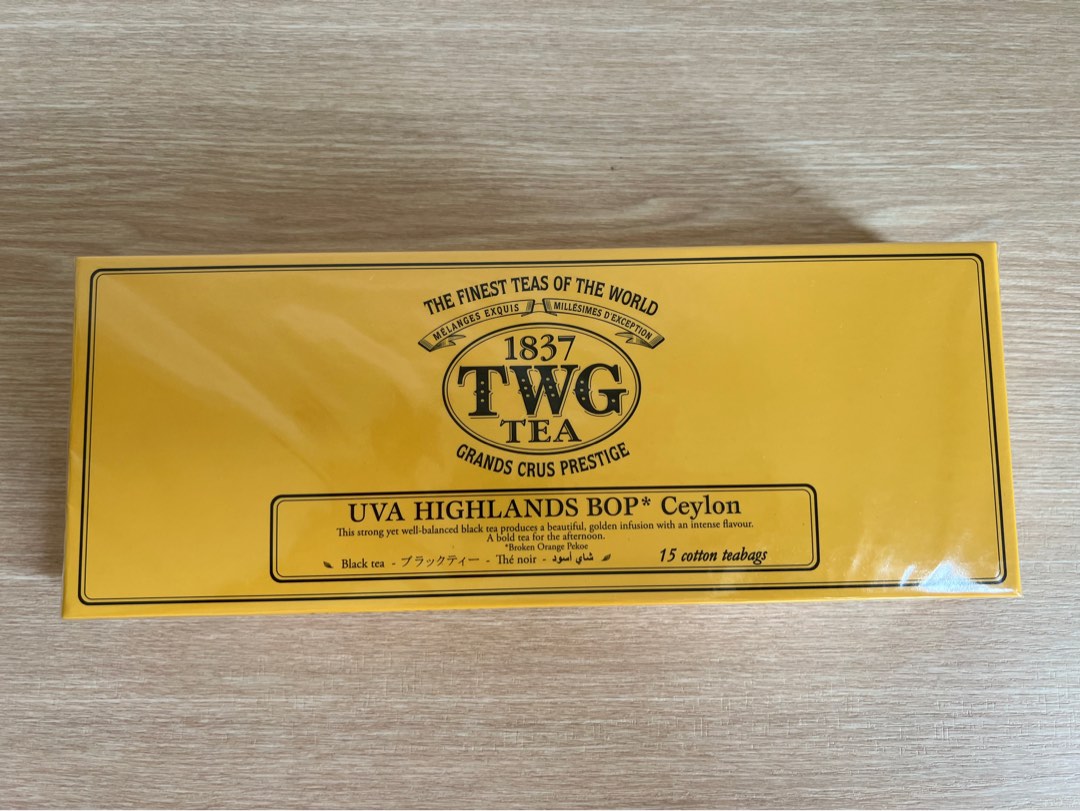 THE FINEST TEAS OF THE WORLD
MÉLANGES EXQUIS MILLÉSIMES D'EXCEPTION
1837
TWG
TEA
GRANDS CRUS PRESTIGE
UVA HIGHLANDS BOP* Ceylon
This strong yet well-balanced black tea produces a beautiful, golden infusion with an intense flavour.
A bold tea for the afternoon.
*Broken Orange Pekoe
Black tea - ブラックティー - Thé noir - شاي أسود 15 cotton teabags